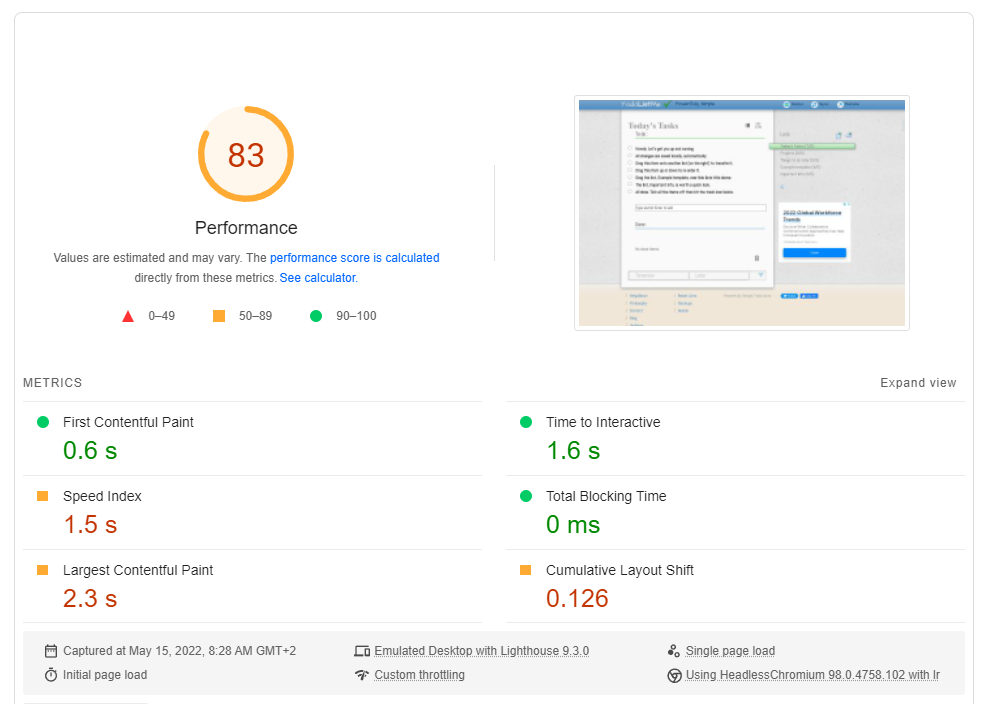 83
Performance
Values are estimated and may vary. The performance score is calculated
directly from these metrics. See calculator.
0–49
50–89
90–100
Today's Tasks
2022 Global Workforce
Trends
METRICS
Expand view
First Contentful Paint
0.6 s
Time to Interactive
1.6 s
Speed Index
1.5 s
Total Blocking Time
0 ms
Largest Contentful Paint
2.3 s
Cumulative Layout Shift
0.126
Captured at May 15, 2022, 8:28 AM GMT+2
Emulated Desktop with Lighthouse 9.3.0
Single page load
Initial page load
Custom throttling
Using HeadlessChromium 98.0.4758.102 with lr